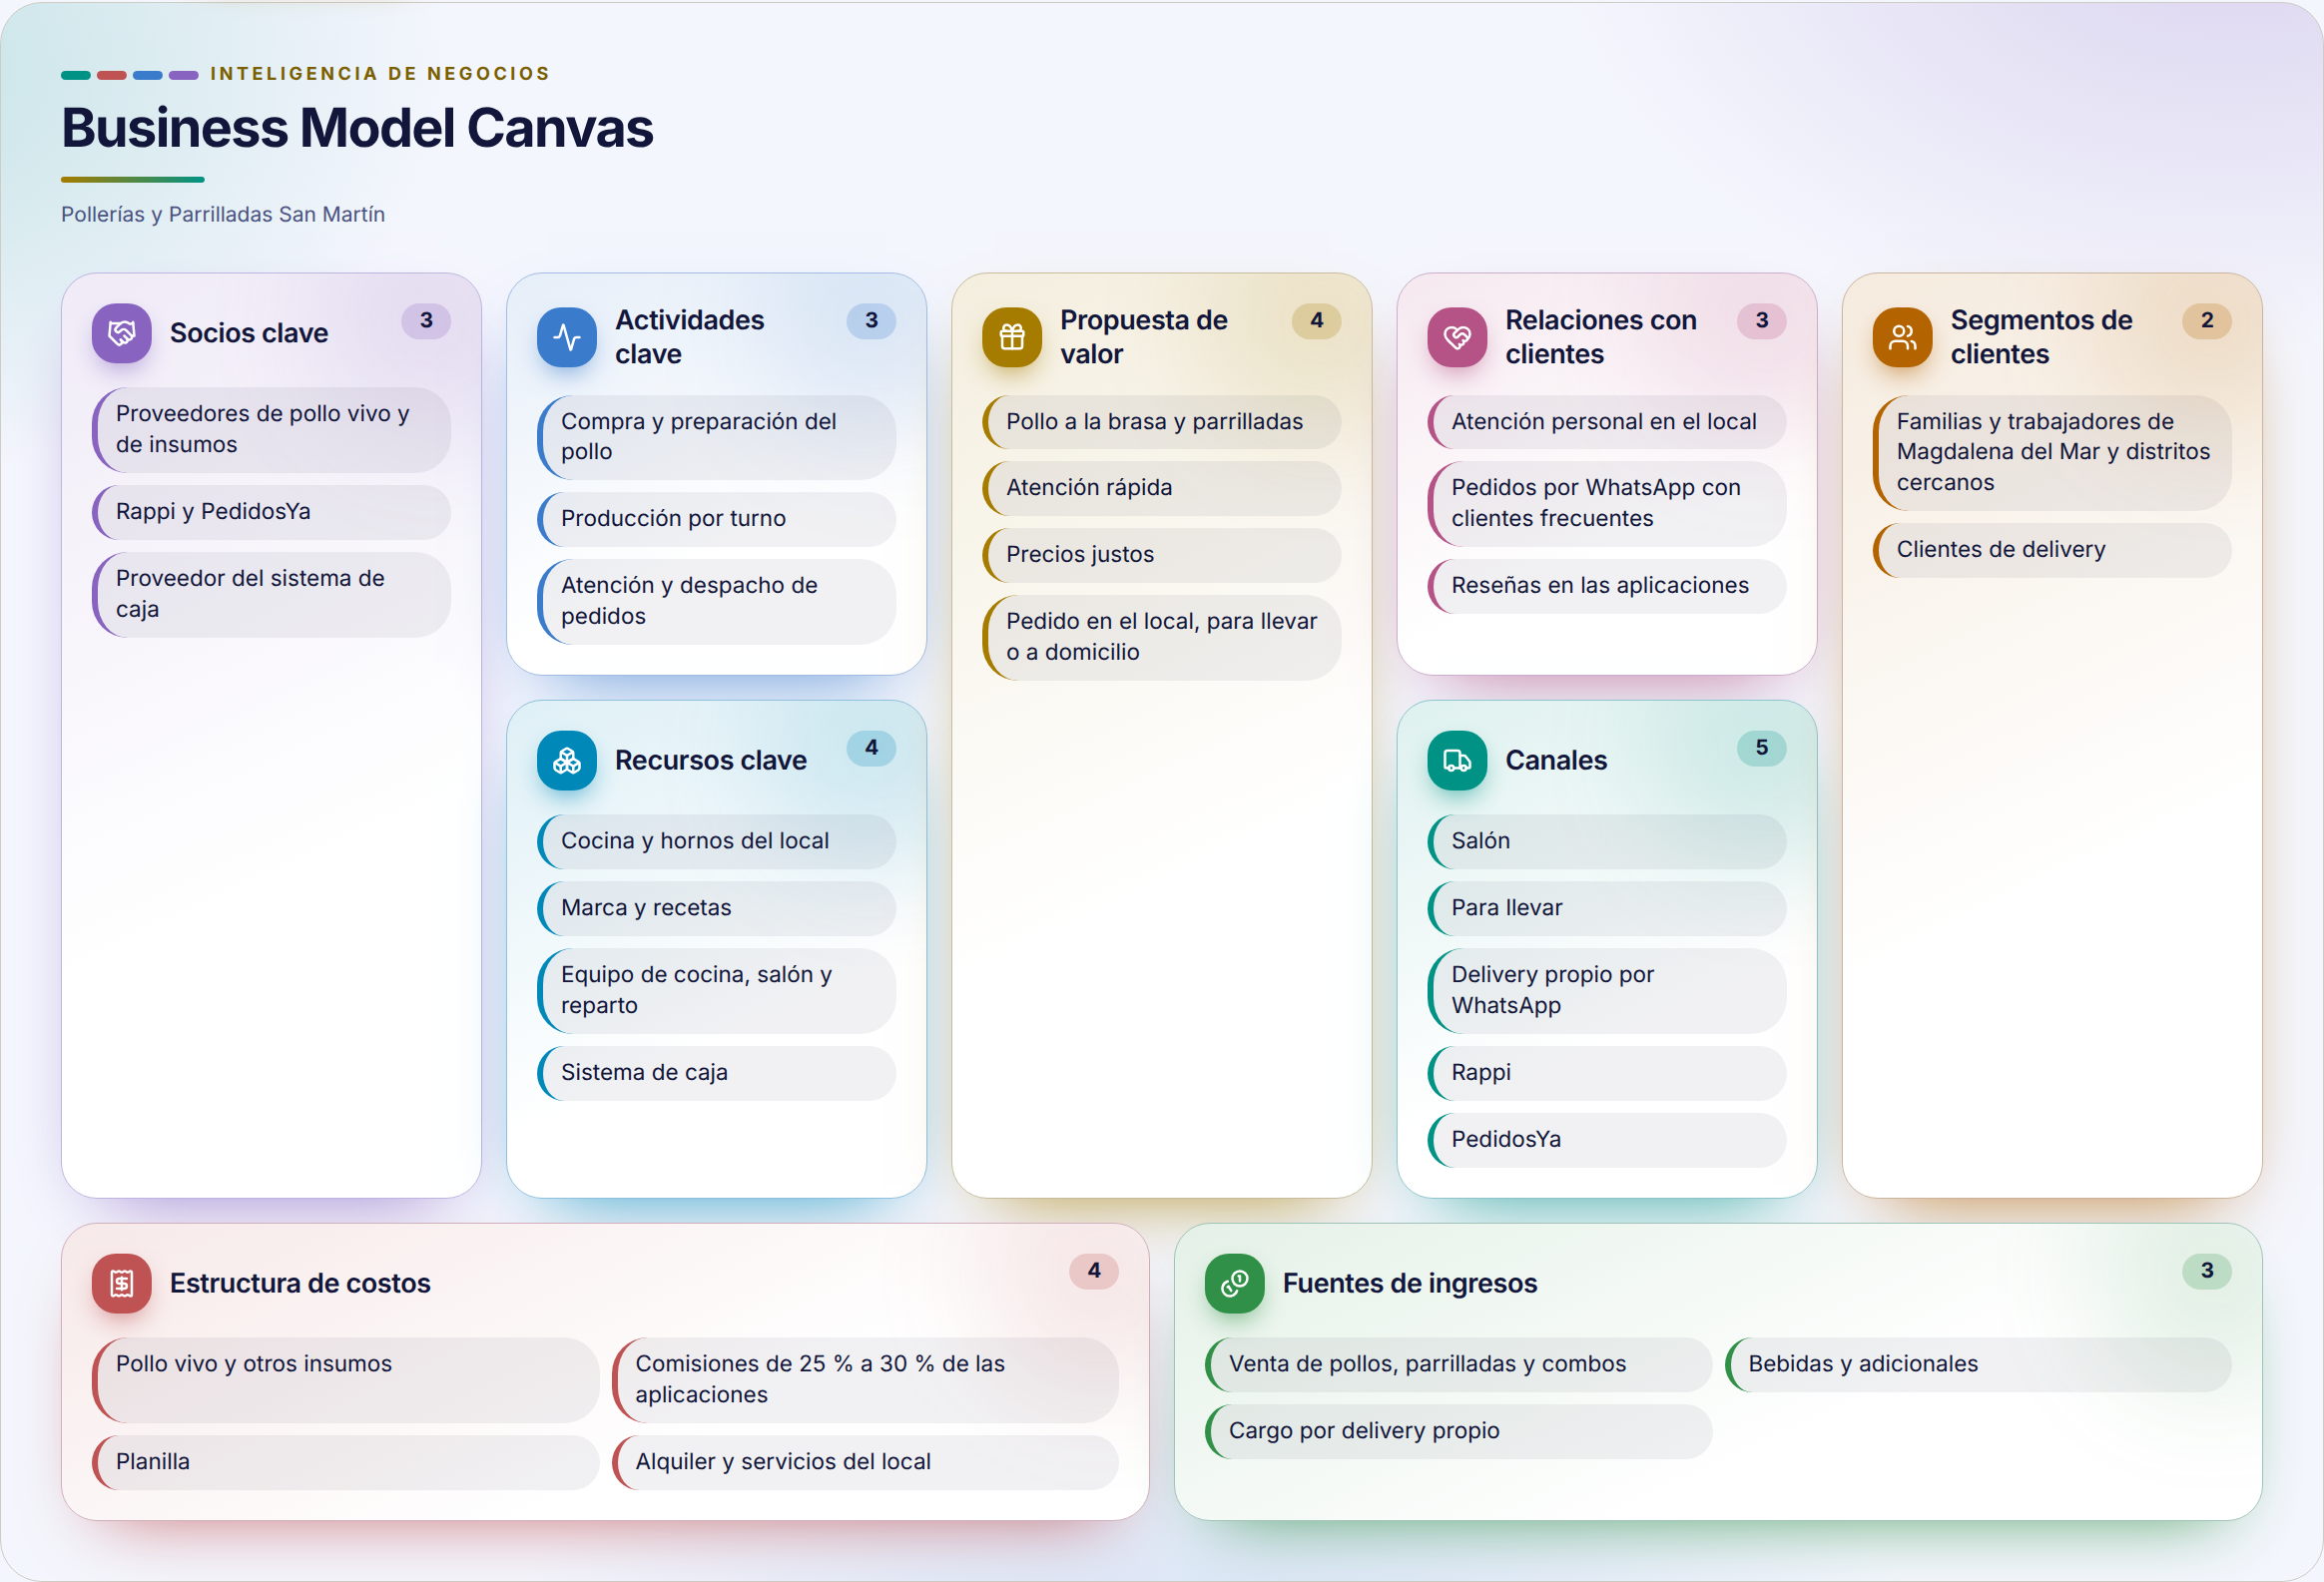 INTELIGENCIA DE NEGOCIOS
Business Model Canvas
Pollerías y Parrilladas San Martín
Socios clave
3
Proveedores de pollo vivo y
de insumos
Rappi y PedidosYa
Proveedor del sistema de
caja
Actividades
clave
3
Compra y preparación del
pollo
Producción por turno
Atención y despacho de
pedidos
Recursos clave
4
Cocina y hornos del local
Marca y recetas
Equipo de cocina, salón y
reparto
Sistema de caja
Propuesta de
valor
4
Pollo a la brasa y parrilladas
Atención rápida
Precios justos
Pedido en el local, para llevar
o a domicilio
Relaciones con
clientes
3
Atención personal en el local
Pedidos por WhatsApp con
clientes frecuentes
Reseñas en las aplicaciones
Canales
5
Salón
Para llevar
Delivery propio por
WhatsApp
Rappi
PedidosYa
Segmentos de
clientes
2
Familias y trabajadores de
Magdalena del Mar y distritos
cercanos
Clientes de delivery
Estructura de costos
4
Pollo vivo y otros insumos
Comisiones de 25 % a 30 % de las
aplicaciones
Planilla
Alquiler y servicios del local
Fuentes de ingresos
3
Venta de pollos, parrilladas y combos
Bebidas y adicionales
Cargo por delivery propio